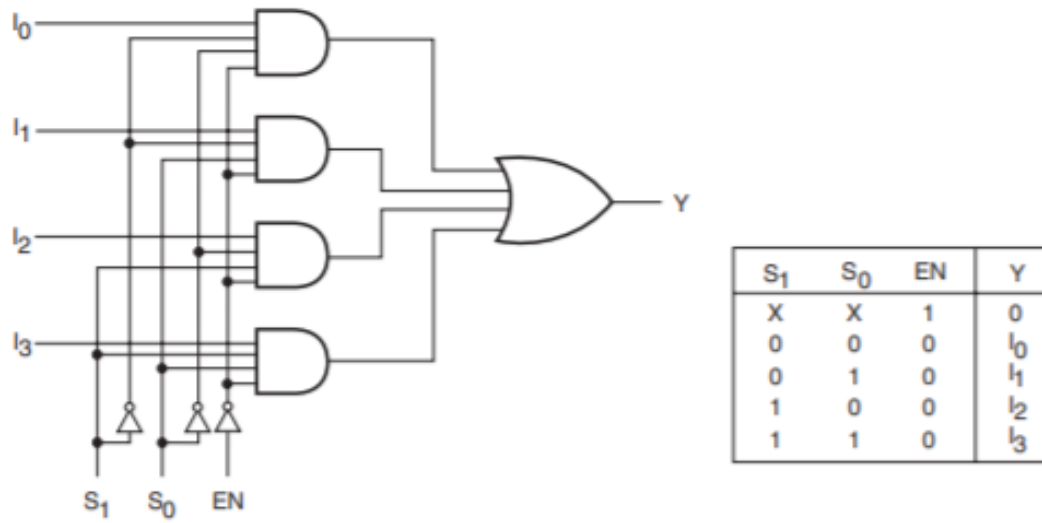 I0
I1
I2
I3
Y
S1 S0 EN
S1 S0 EN Y
X X 1 0
0 0 0 I0
0 1 0 I1
1 0 0 I2
1 1 0 I3